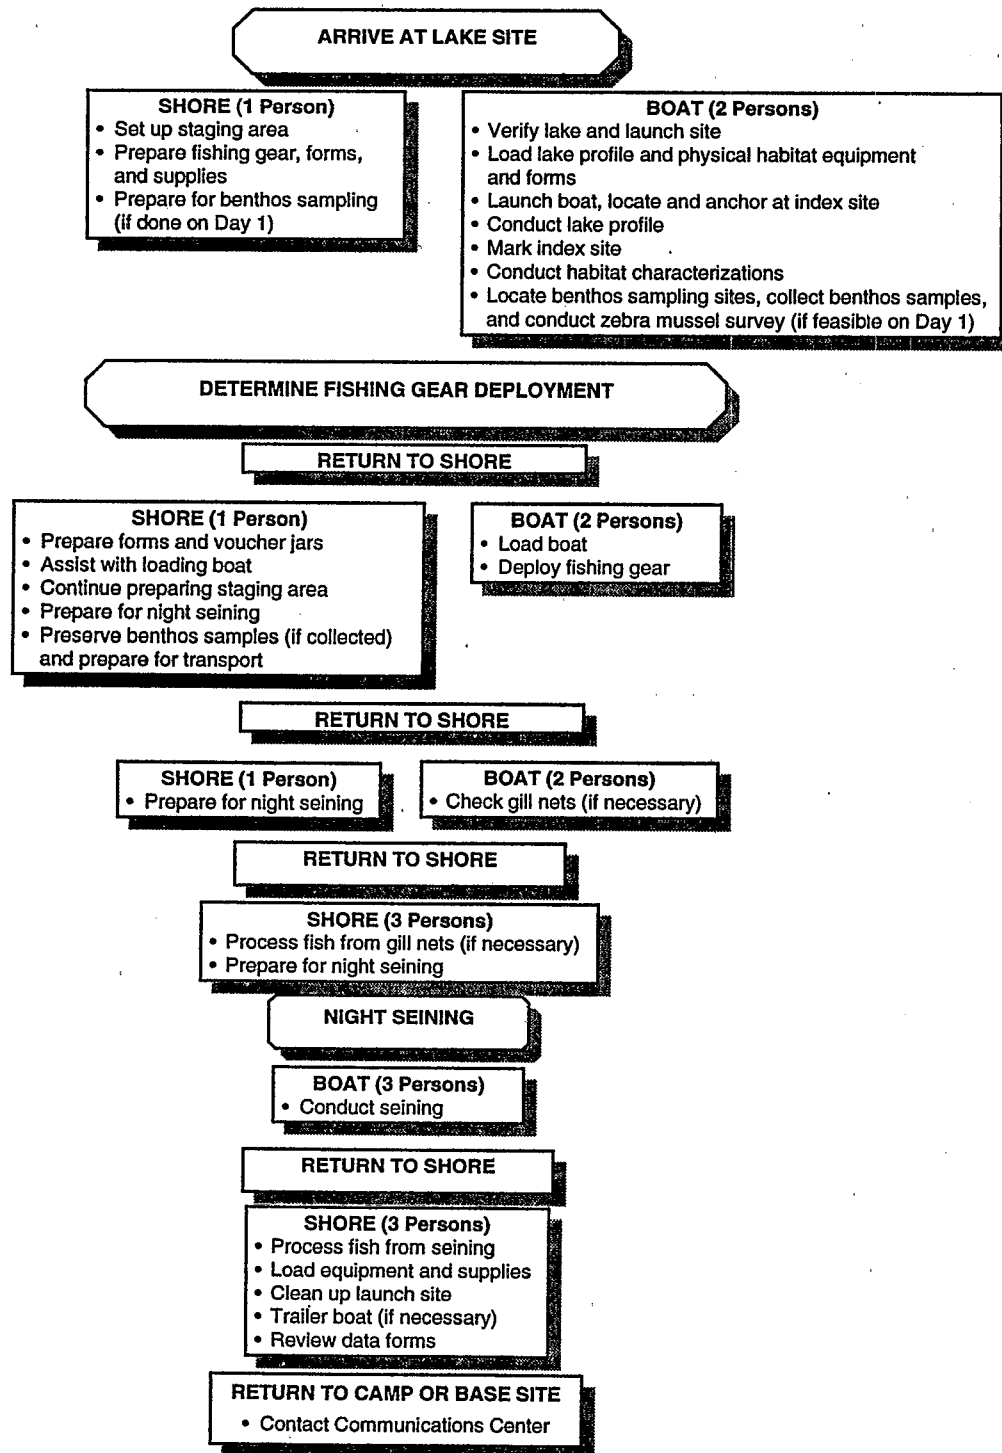 ARRIVE AT LAKE SITE
SHORE (1 Person)
• Set up staging area
• Prepare fishing gear, forms,
and supplies
• Prepare for benthos sampling
(if done on Day 1)
BOAT (2 Persons)
• Verify lake and launch site
• Load lake profile and physical habitat equipment
and forms
• Launch boat, locate and anchor at index site
• Conduct lake profile
• Mark index site
• Conduct habitat characterizations
• Locate benthos sampling sites, collect benthos samples,
and conduct zebra mussel survey (if feasible on Day 1)
DETERMINE FISHING GEAR DEPLOYMENT
RETURN TO SHORE
SHORE (1 Person)
• Prepare forms and voucher jars
• Assist with loading boat
• Continue preparing staging area
• Prepare for night seining
• Preserve benthos samples (if collected)
and prepare for transport
BOAT (2 Persons)
• Load boat
• Deploy fishing gear
RETURN TO SHORE
SHORE (1 Person)
• Prepare for night seining
BOAT (2 Persons)
• Check gill nets (if necessary)
RETURN TO SHORE
SHORE (3 Persons)
• Process fish from gill nets (if necessary)
• Prepare for night seining
NIGHT SEINING
BOAT (3 Persons)
• Conduct seining
RETURN TO SHORE
SHORE (3 Persons)
• Process fish from seining
• Load equipment and supplies
• Clean up launch site
• Trailer boat (if necessary)
• Review data forms
RETURN TO CAMP OR BASE SITE
• Contact Communications Center